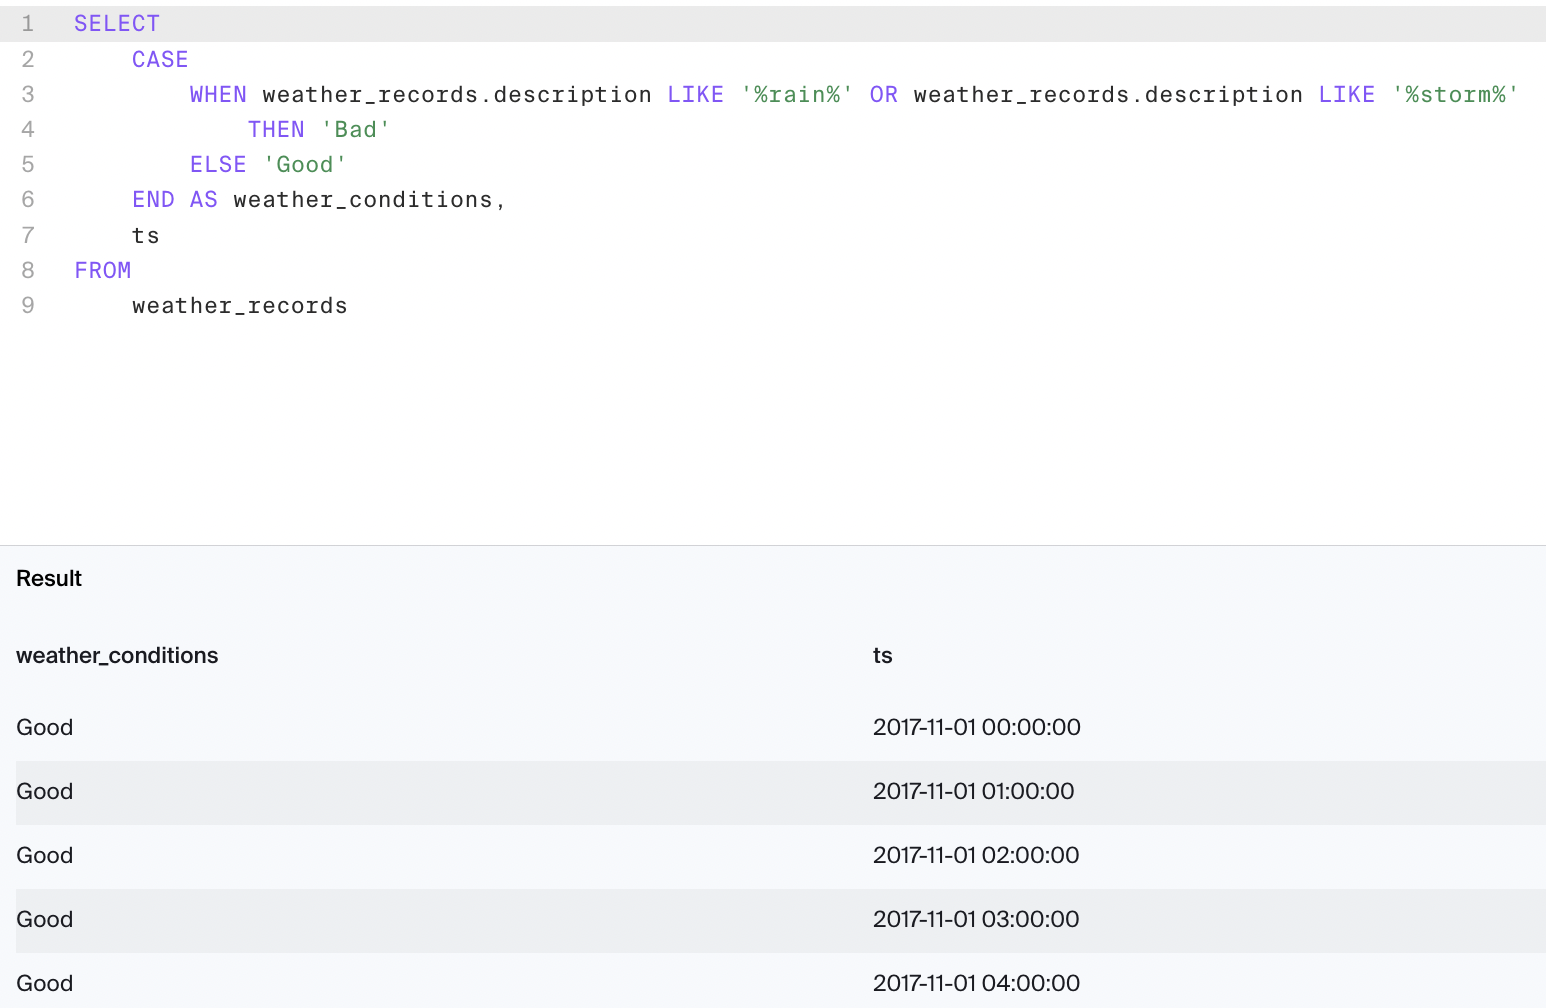 1 SELECT
2 CASE
3 WHEN weather_records.description LIKE '%rain%' OR weather_records.description LIKE '%storm%'
4 THEN 'Bad'
5 ELSE 'Good'
6 END AS weather_conditions,
7 ts
8 FROM
9 weather_records
Result
weather_conditions ts
Good 2017-11-01 00:00:00
Good 2017-11-01 01:00:00
Good 2017-11-01 02:00:00
Good 2017-11-01 03:00:00
Good 2017-11-01 04:00:00